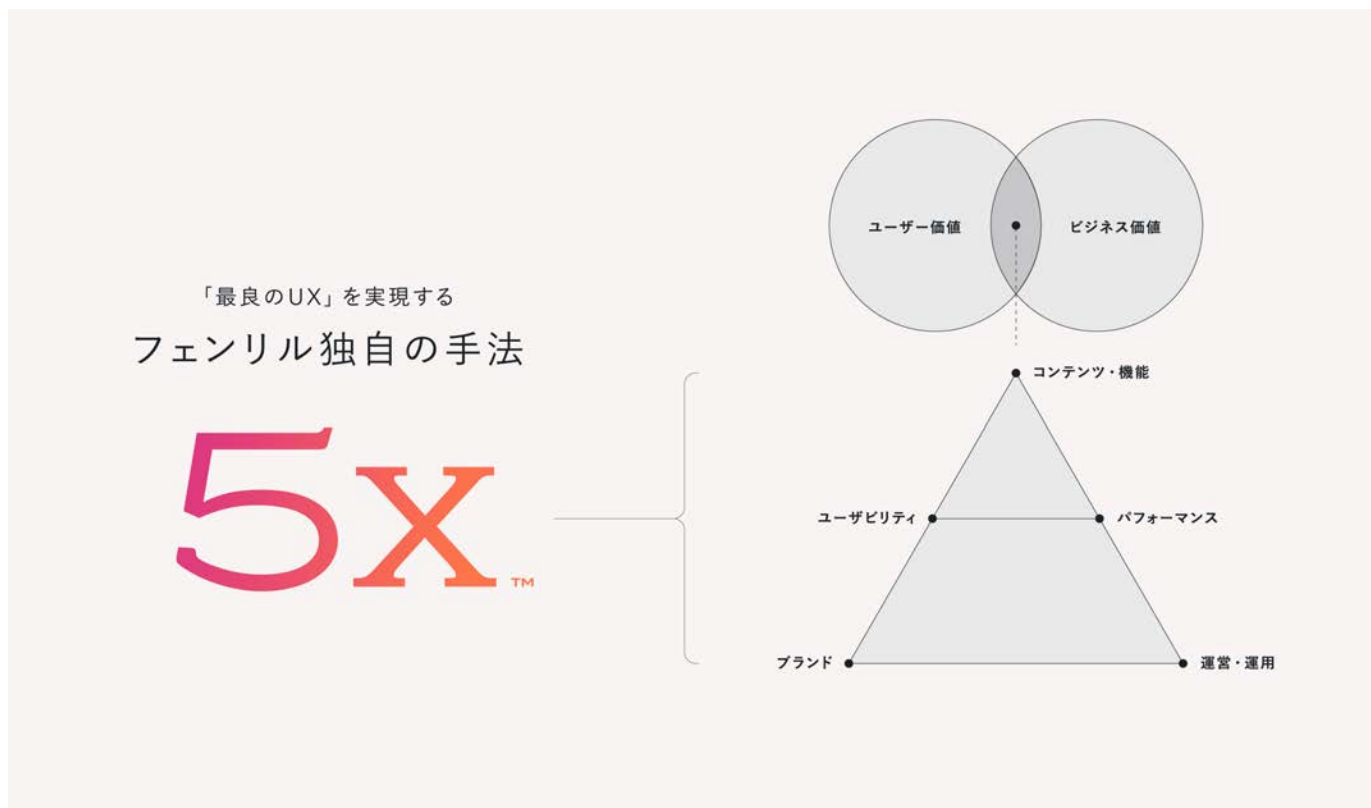 「最良のUX」を実現する
フェンリル独自の手法
5x™
ユーザー価値
ビジネス価値
コンテンツ・機能
ユーザビリティ
パフォーマンス
ブランド
運営・運用